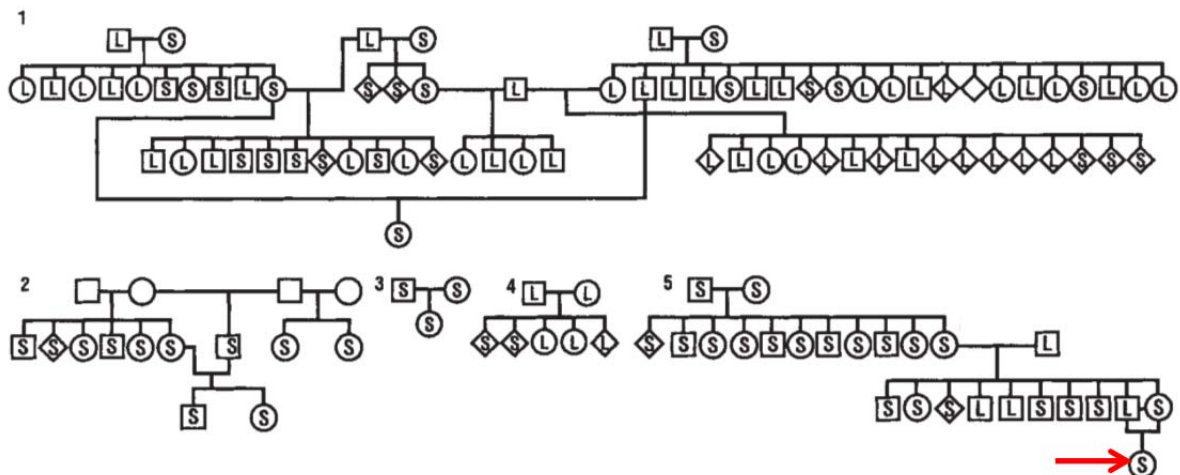 1
L S L S L S
L L L L L S S S L S S S S L L L L L S L L S S L L L L L L L S L L L
L L L S S S S L S L S L L L L L L L L L L L L L L L L L S S S
S
2 3 S S 4 L L 5 S S
S
S S S S S S S S S S S L L L S S S S S S S S S S S L
S S S S S L L S S S L S
S